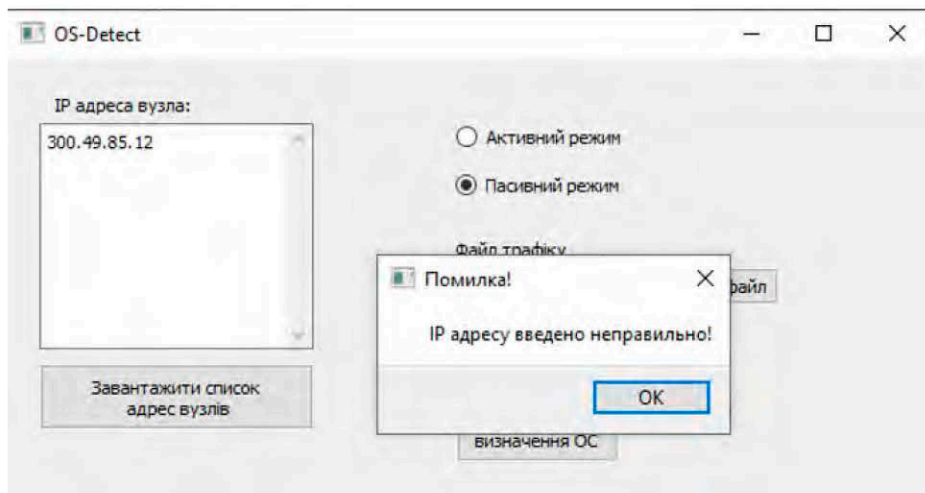 OS-Detect
IP адреса вузла:
300.49.85.12
Активний режим
Пасивний режим
Файл трафіку
файл
Помилка!
IP адресу введено неправильно!
OK
Завантажити список
адрес вузлів
визначення ОС